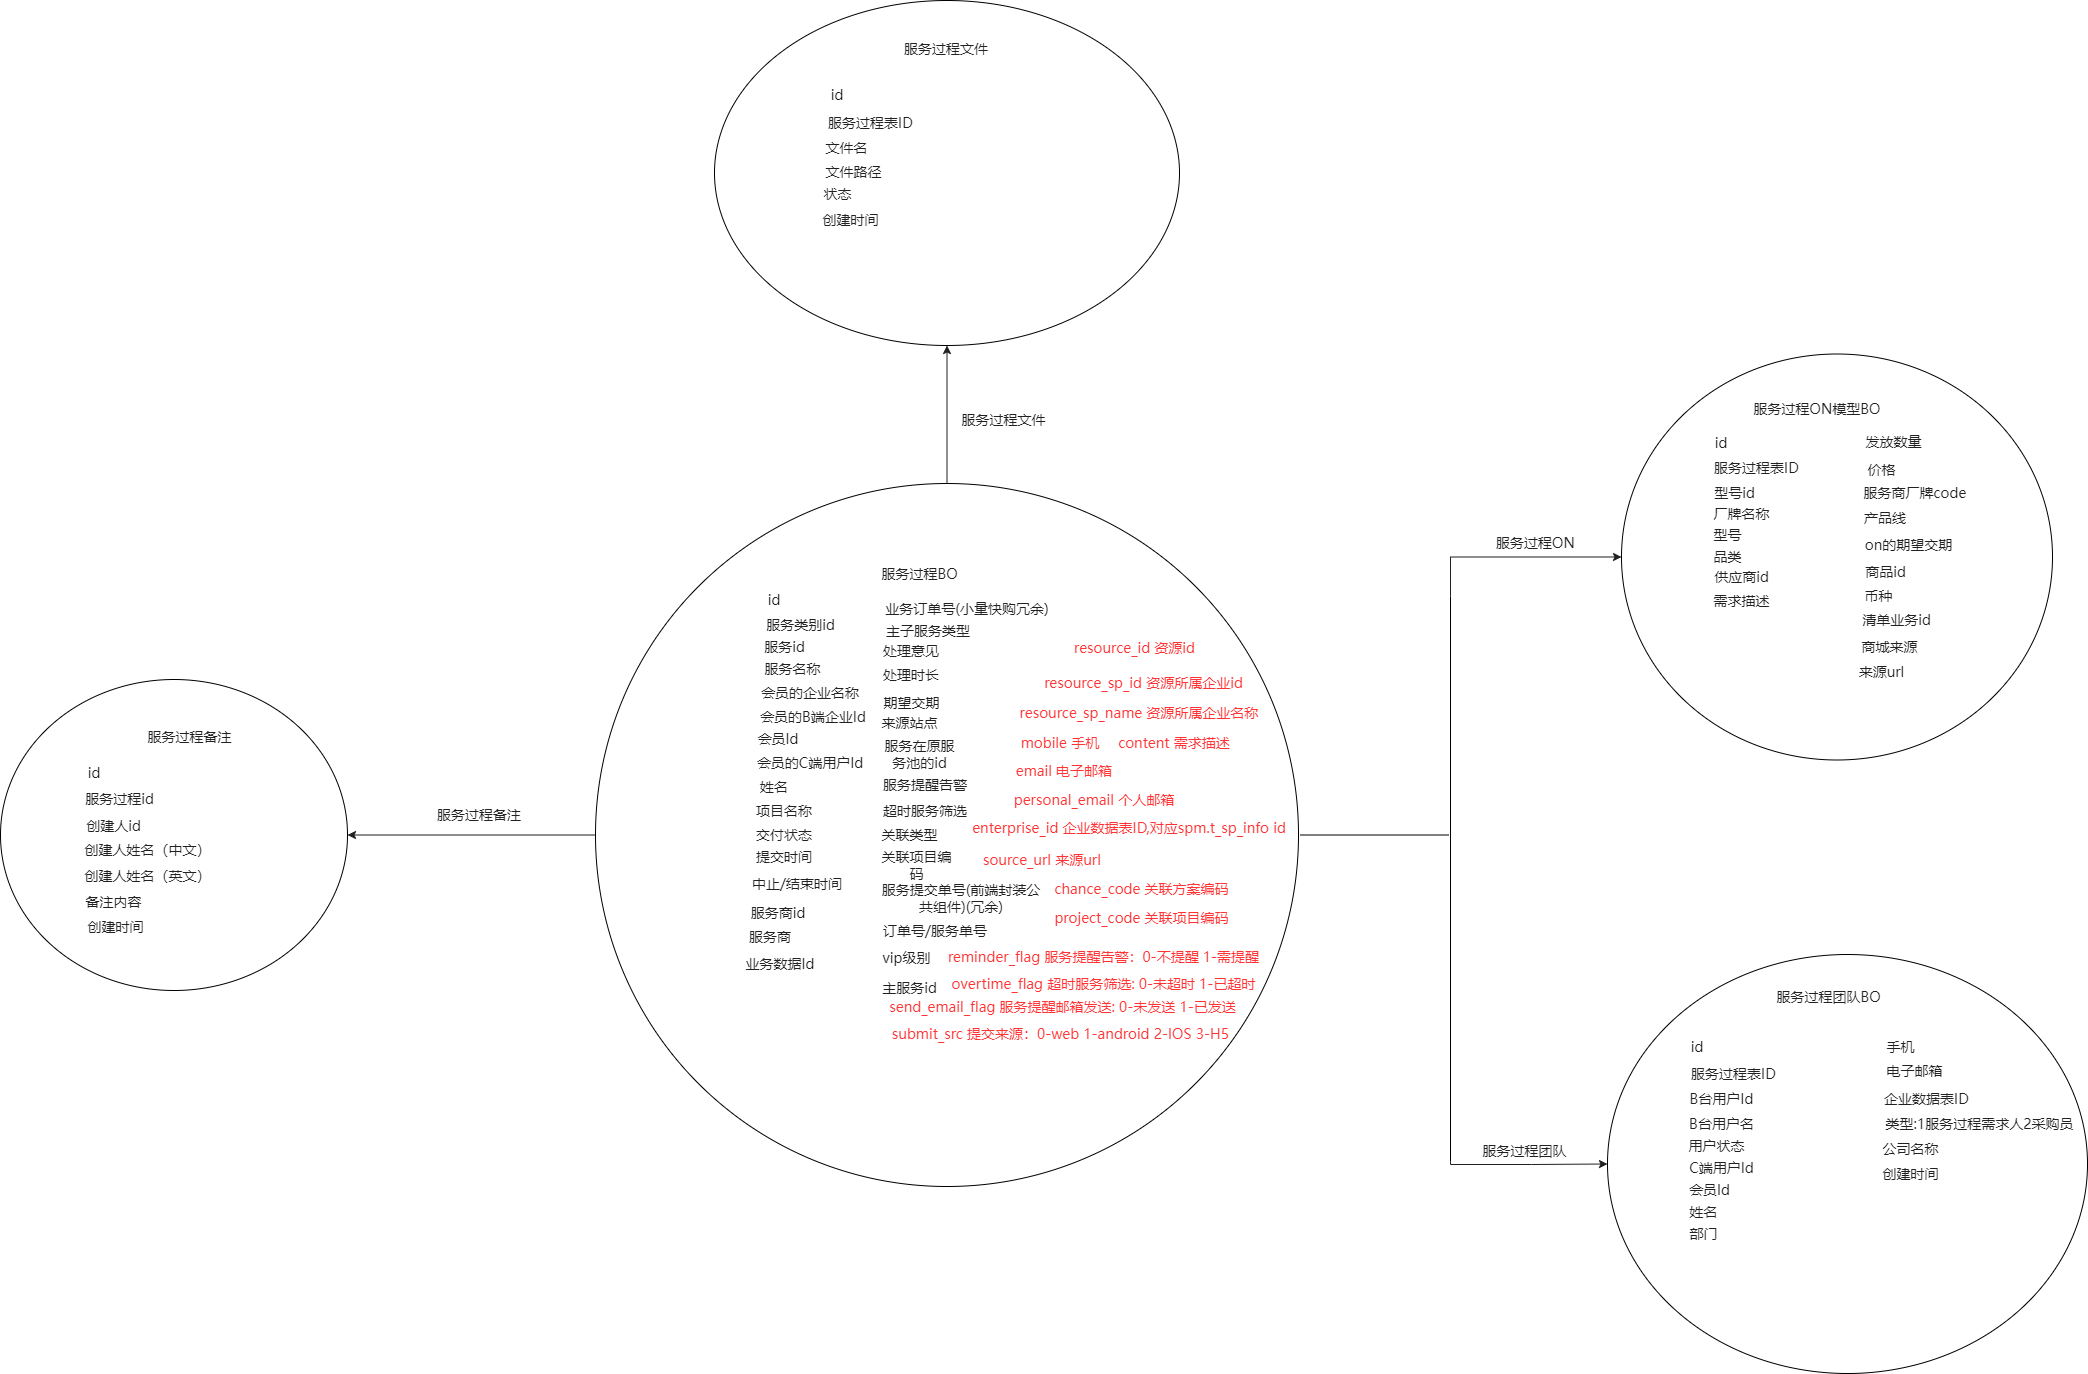 服务过程文件
id
服务过程表ID
文件名
文件路径
状态
创建时间
服务过程文件
服务过程BO
id
服务类别id
服务id
服务名称
会员的企业名称
会员的B端企业Id
会员Id
会员的C端用户Id
姓名
项目名称
交付状态
提交时间
中止/结束时间
服务商id
服务商
业务数据Id
业务订单号(小量快购冗余)
主子服务类型
处理意见
处理时长
期望交期
来源站点
服务在原服
务池的id
服务提醒告警
超时服务筛选
关联类型
关联项目编
码
服务提交单号(前端封装公
共组件)(冗余)
订单号/服务单号
vip级别
主服务id
resource_id 资源id
resource_sp_id 资源所属企业id
resource_sp_name 资源所属企业名称
mobile 手机
content 需求描述
email 电子邮箱
personal_email 个人邮箱
enterprise_id 企业数据表ID,对应spm.t_sp_info id
source_url 来源url
chance_code 关联方案编码
project_code 关联项目编码
reminder_flag 服务提醒告警：0-不提醒 1-需提醒
overtime_flag 超时服务筛选: 0-未超时 1-已超时
send_email_flag 服务提醒邮箱发送: 0-未发送 1-已发送
submit_src 提交来源：0-web 1-android 2-IOS 3-H5
服务过程备注
服务过程备注
id
服务过程id
创建人id
创建人姓名（中文）
创建人姓名（英文）
备注内容
创建时间
服务过程ON
服务过程ON模型BO
id
服务过程表ID
型号id
厂牌名称
型号
品类
供应商id
需求描述
发放数量
价格
服务商厂牌code
产品线
on的期望交期
商品id
币种
清单业务id
商城来源
来源url
服务过程团队
服务过程团队BO
id
服务过程表ID
B台用户Id
B台用户名
用户状态
C端用户Id
会员Id
姓名
部门
手机
电子邮箱
企业数据表ID
类型:1服务过程需求人2采购员
公司名称
创建时间